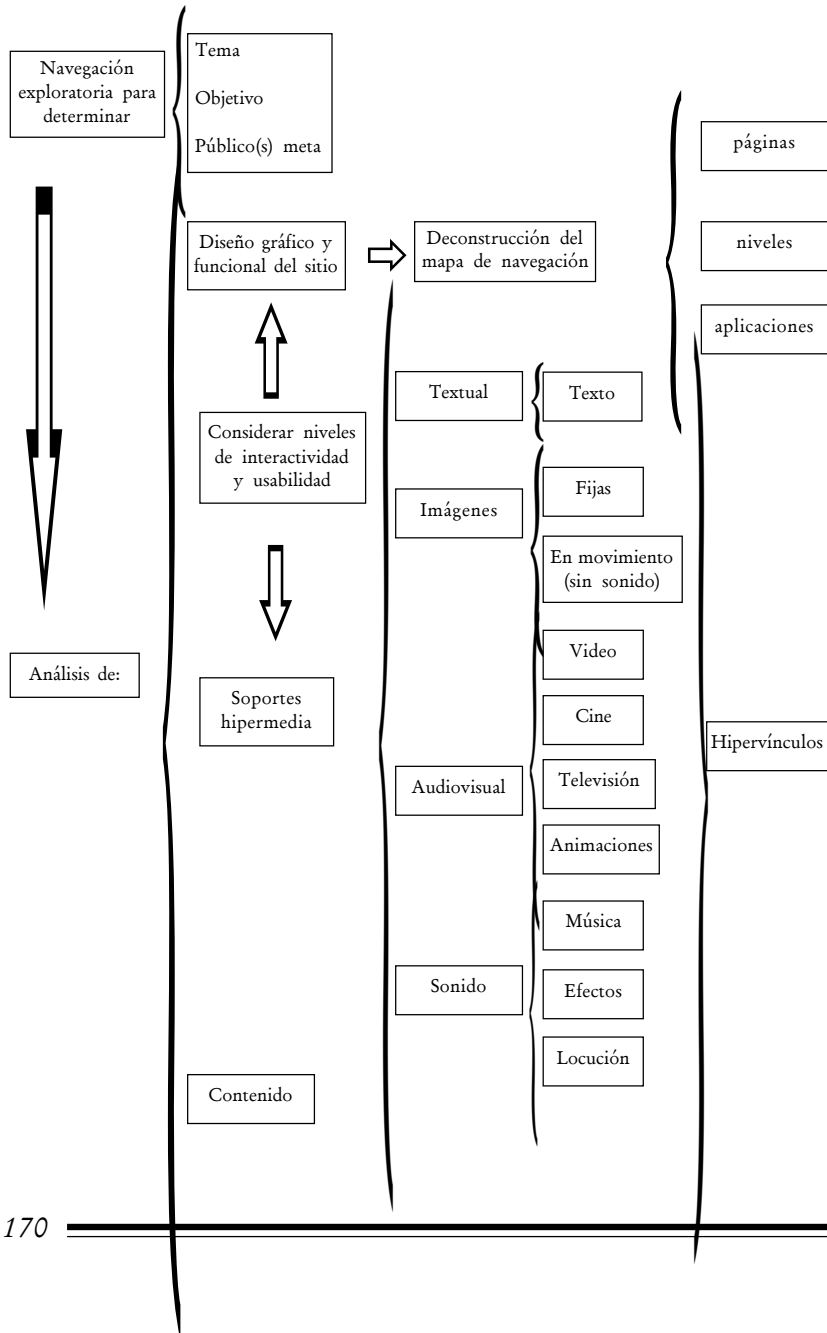 Navegación
exploratoria para
determinar
Tema
Objetivo
Público(s) meta
Diseño gráfico y
funcional del sitio
Deconstrucción del
mapa de navegación
páginas
niveles
aplicaciones
Considerar niveles
de interactividad
y usabilidad
Textual
Texto
Imágenes
Fijas
En movimiento
(sin sonido)
Análisis de:
Soportes
hipermedia
Video
Cine
Audiovisual
Televisión
Animaciones
Hipervínculos
Música
Sonido
Efectos
Locución
Contenido
170